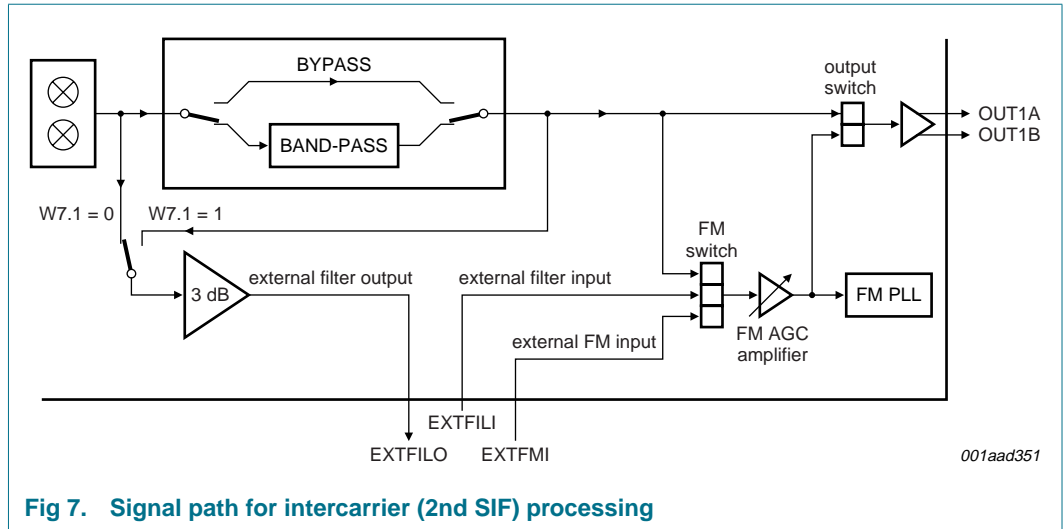 BYPASS
BAND-PASS
output
switch
OUT1A
OUT1B
W7.1 = 0
W7.1 = 1
FM
switch
3 dB
external filter output
external filter input
external FM input
FM AGC
amplifier
FM PLL
EXTFILI
EXTFILO
EXTFMI
001aad351
Fig 7. Signal path for intercarrier (2nd SIF) processing